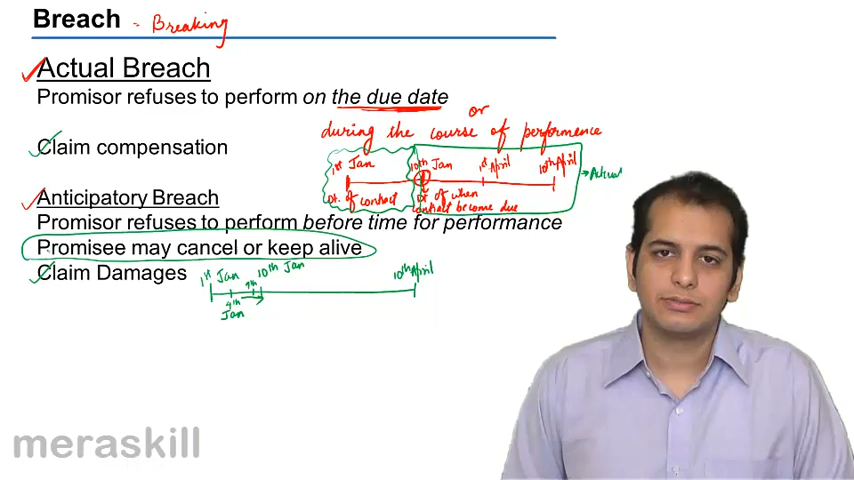 Breach = Breaking
Actual Breach
Promisor refuses to perform on the due date
or
during the course of performence
Claim compensation
1st Jan 10th Jan 1st April 10th April
→ Actual
Dt. of contract Dt of when
contract become due
Anticipatory Breach
Promisor refuses to perform before time for performance
Promisee may cancel or keep alive
Claim Damages
1st Jan 10th Jan 10th April
9th
4th
Jan
meraskill